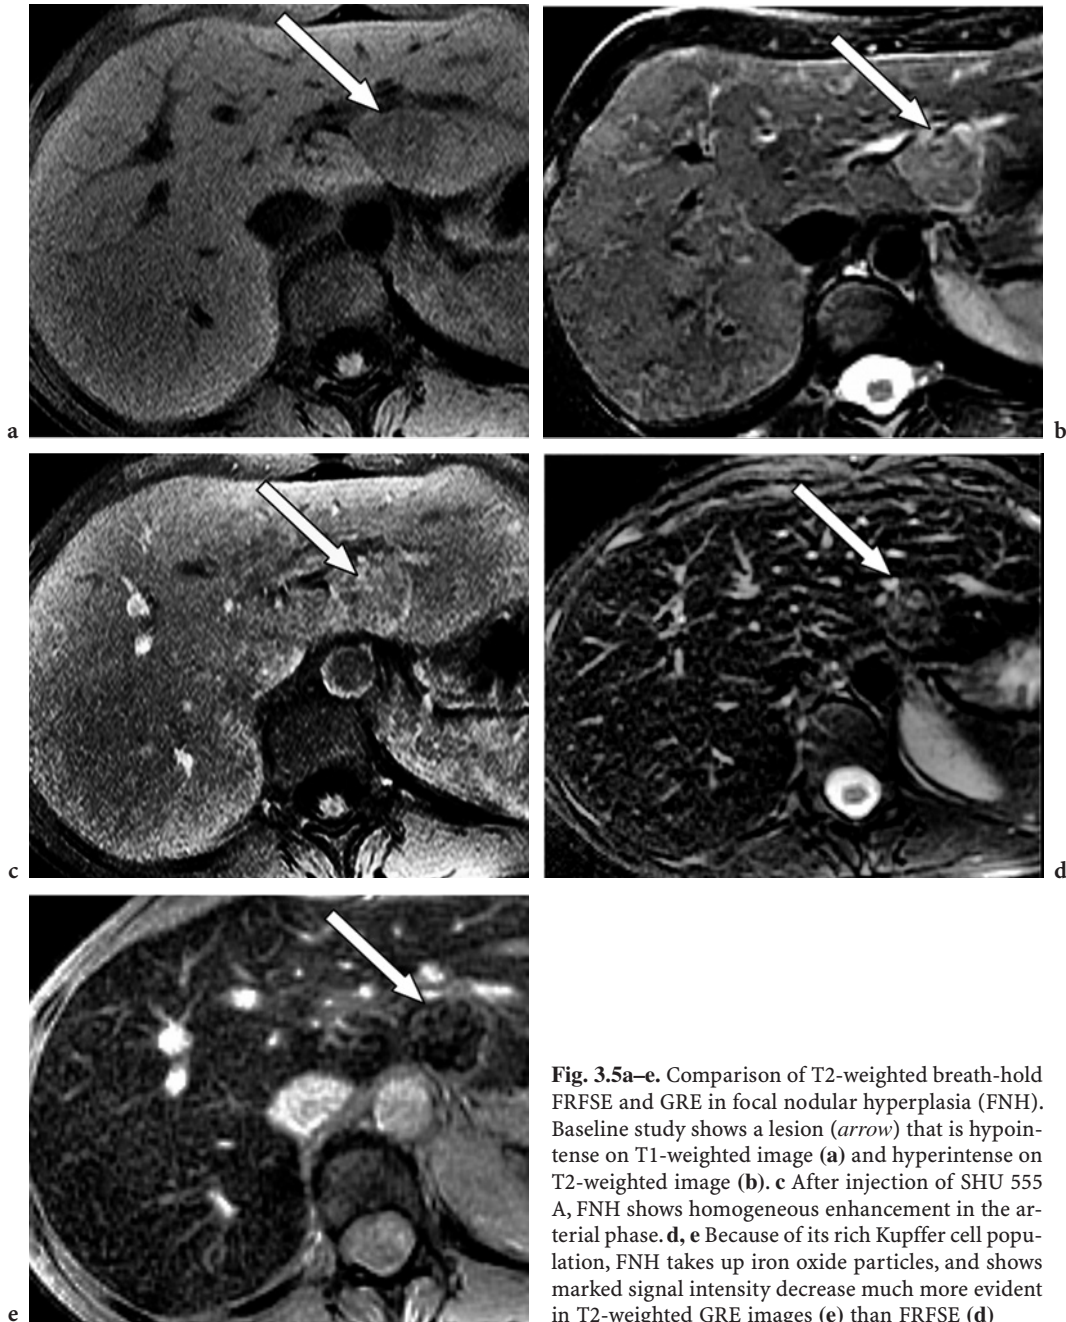 a
b
c
d
e
Fig. 3.5a–e. Comparison of T2-weighted breath-hold
FRFSE and GRE in focal nodular hyperplasia (FNH).
Baseline study shows a lesion (arrow) that is hypoin-
tense on T1-weighted image (a) and hyperintense on
T2-weighted image (b). c After injection of SHU 555
A, FNH shows homogeneous enhancement in the ar-
terial phase. d, e Because of its rich Kupffer cell popu-
lation, FNH takes up iron oxide particles, and shows
marked signal intensity decrease much more evident
in T2-weighted GRE images (e) than FRFSE (d)